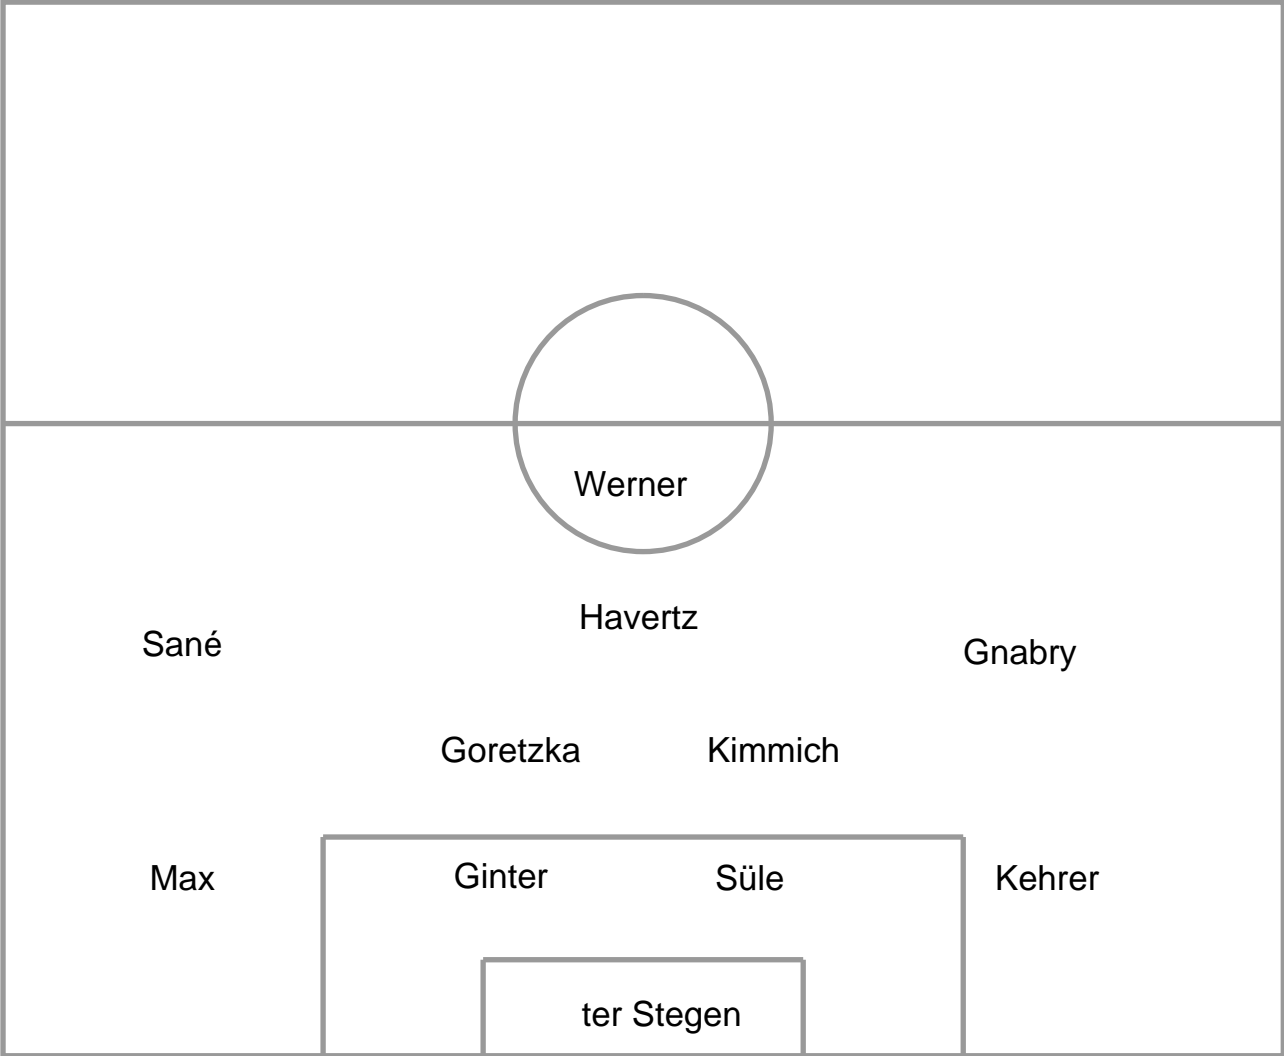 Werner
Havertz
Sané
Gnabry
Goretzka
Kimmich
Max
Ginter
Süle
Kehrer
ter Stegen